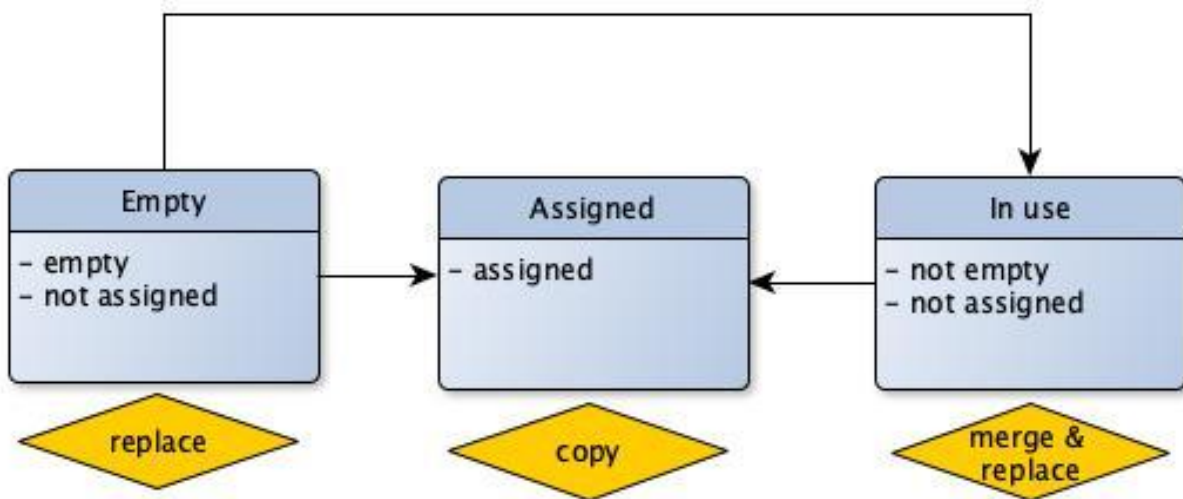 Empty
- empty
- not assigned
replace
Assigned
- assigned
copy
In use
- not empty
- not assigned
merge &
replace